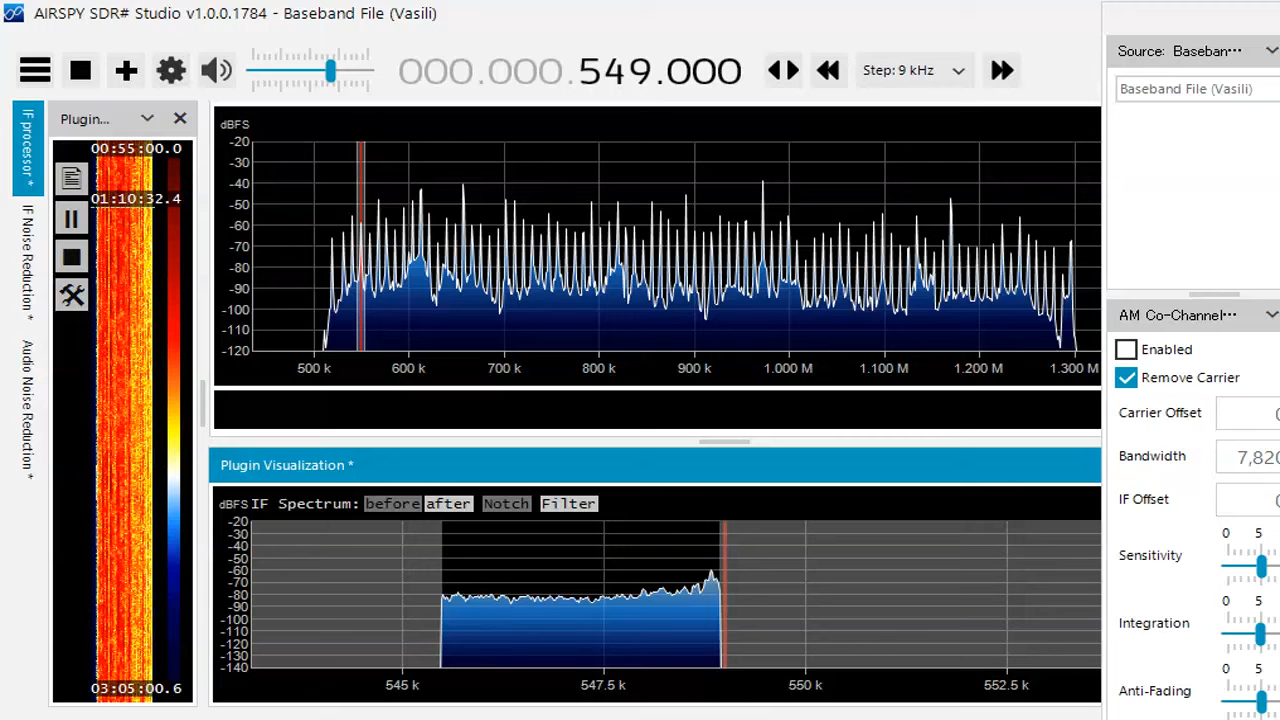 AIRSPY SDR# Studio v1.0.0.1784 - Baseband File (Vasili)
000.000.549.000
Step: 9 kHz
IF processor *
IF Noise Reduction *
Audio Noise Reduction *
Plugin...
00:55:00.0
01:10:32.4
03:05:00.6
dBFS
-20
-30
-40
-50
-60
-70
-80
-90
-100
-110
-120
500 k 600 k 700 k 800 k 900 k 1.000 M 1.100 M 1.200 M 1.300 M
Plugin Visualization *
dBFS IF Spectrum: before after Notch Filter
-20
-30
-40
-50
-60
-70
-80
-90
-100
-110
-120
-130
-140
545 k 547.5 k 550 k 552.5 k
Source: Baseban···
Baseband File (Vasili)
AM Co-Channel···
Enabled
Remove Carrier
Carrier Offset 0
Bandwidth 7,820
IF Offset 0
0 5
Sensitivity
0 5
Integration
0 5
Anti-Fading